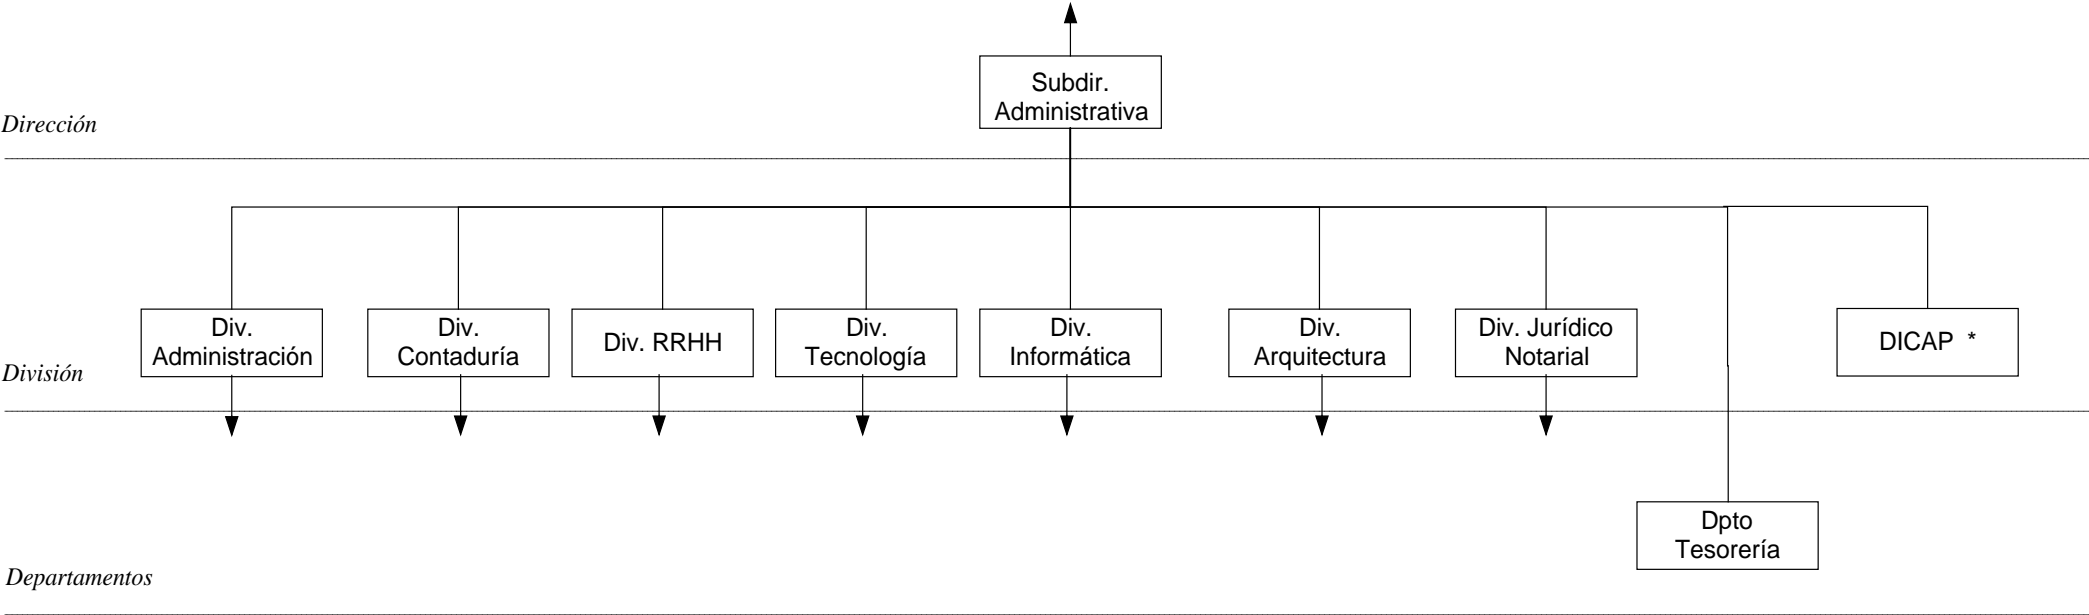 Subdir.
Administrativa
Dirección
Div.
Administración
Div.
Contaduría
Div. RRHH
Div.
Tecnología
Div.
Informática
Div.
Arquitectura
Div. Jurídico
Notarial
DICAP *
División
Dpto
Tesorería
Departamentos